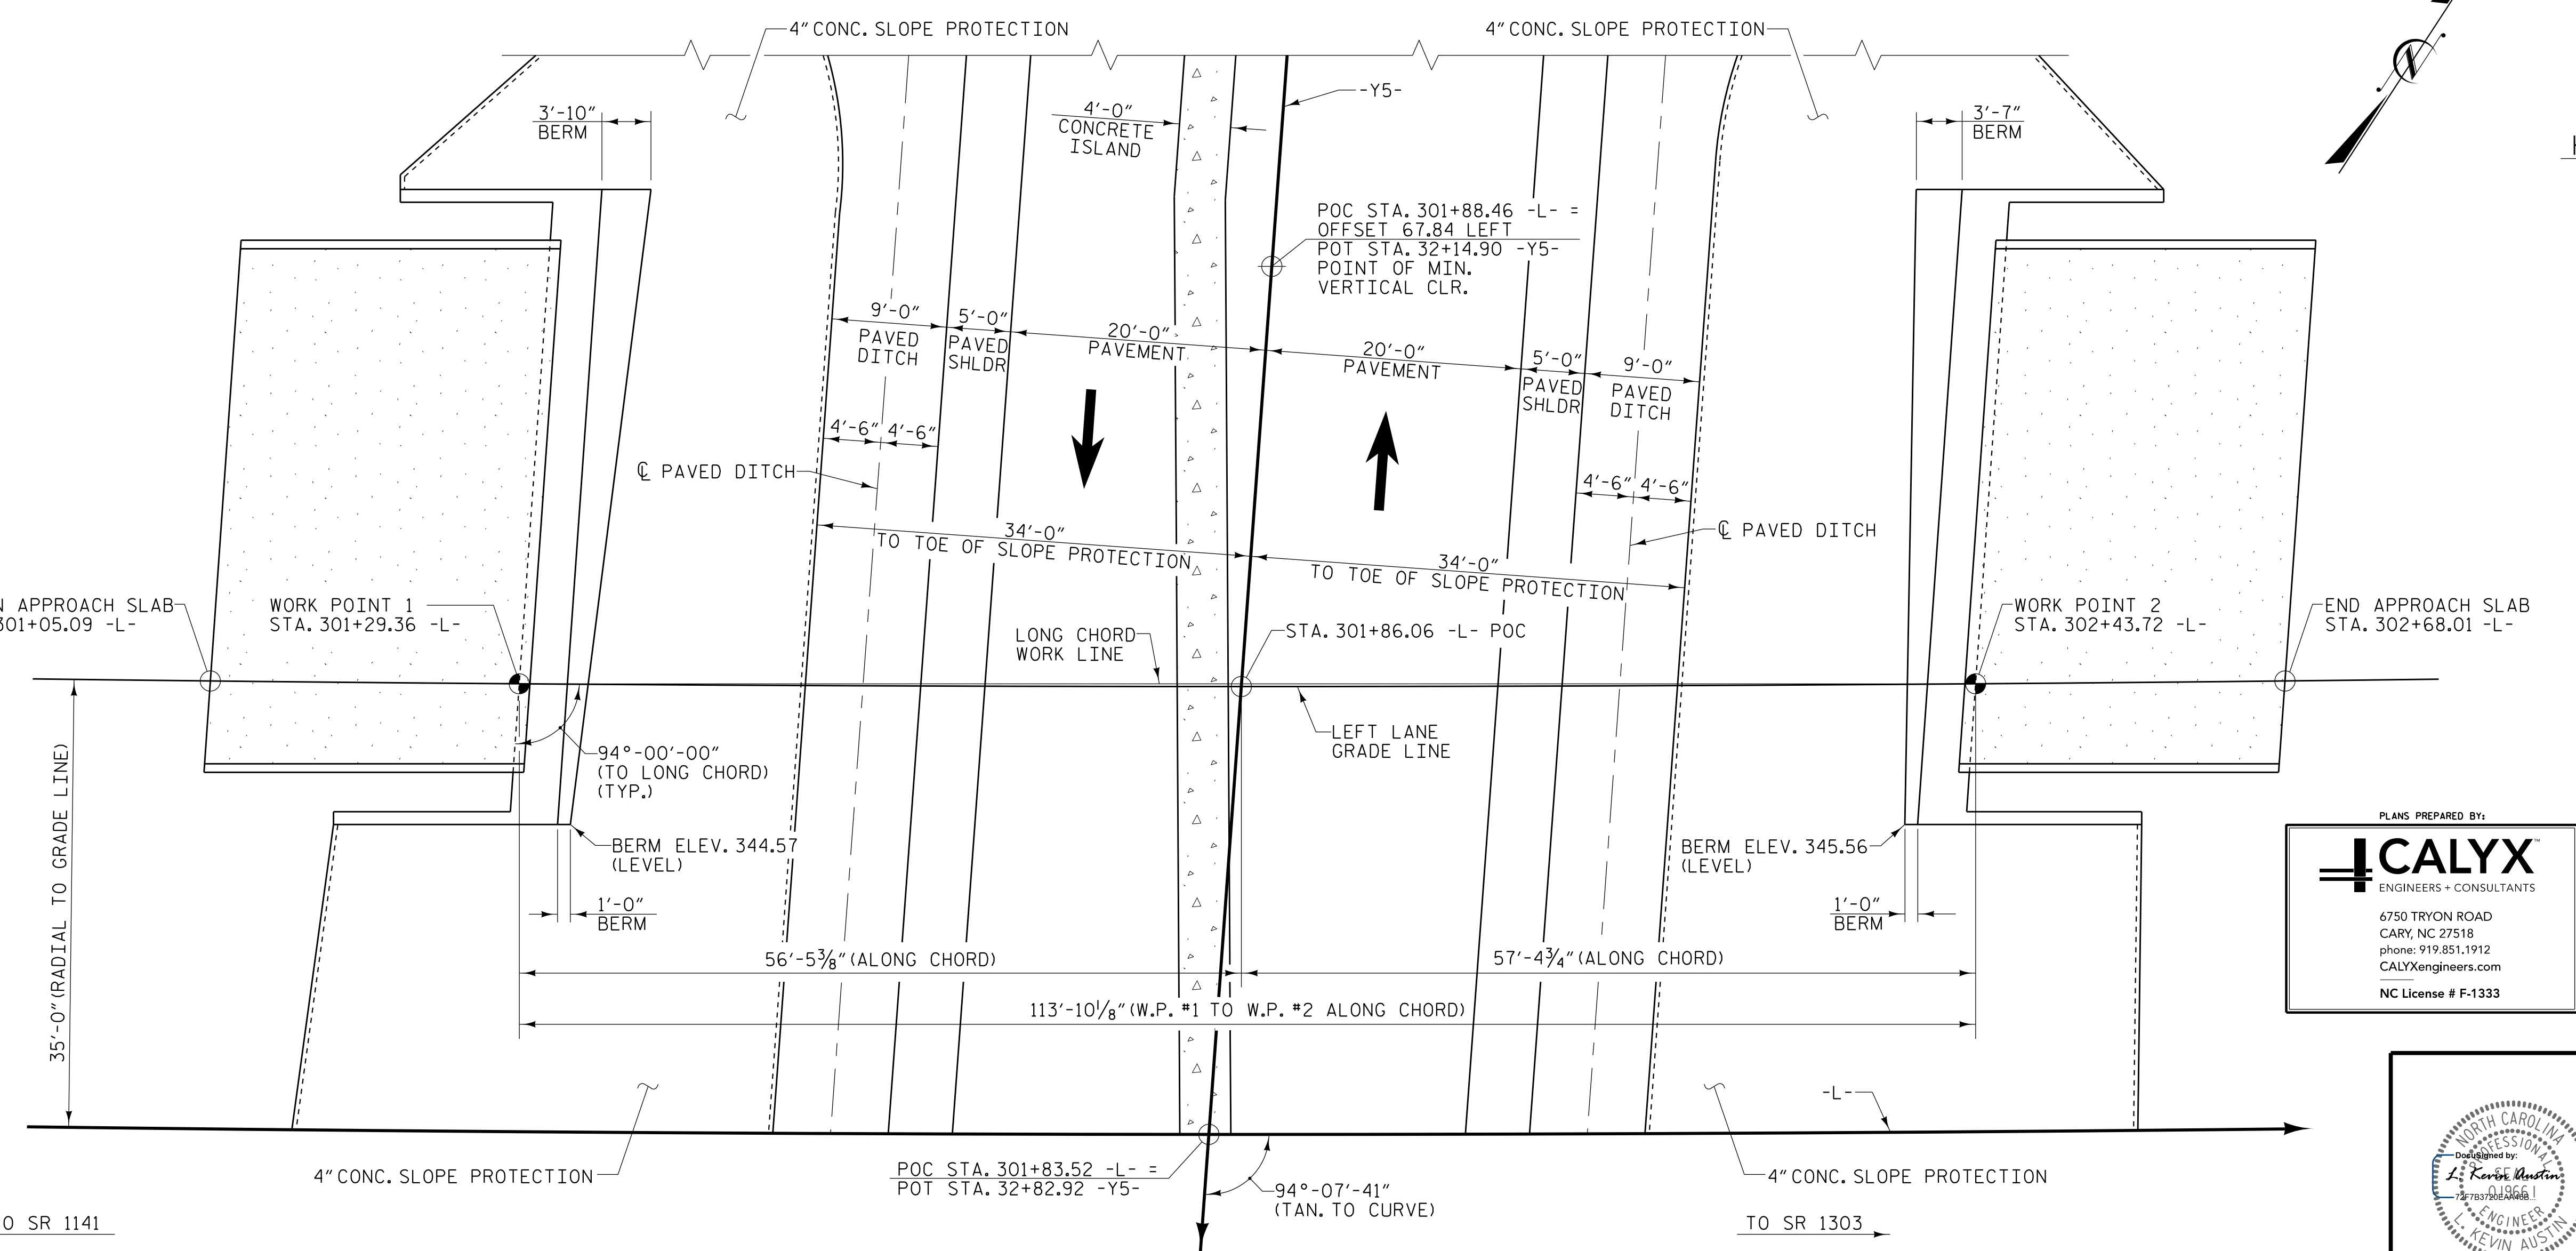 4" CONC. SLOPE PROTECTION
4" CONC. SLOPE PROTECTION
3'-10"
BERM
4'-0"
CONCRETE
ISLAND
-Y5-
3'-7"
BERM
POC STA. 301+88.46 -L- =
OFFSET 67.84 LEFT
POT STA. 32+14.90 -Y5-
POINT OF MIN.
VERTICAL CLR.
9'-0"
PAVED
DITCH
5'-0"
PAVED
SHLDR
20'-0"
PAVEMENT
20'-0"
PAVEMENT
5'-0"
PAVED
SHLDR
9'-0"
PAVED
DITCH
4'-6" 4'-6"
℄ PAVED DITCH
4'-6" 4'-6"
℄ PAVED DITCH
34'-0"
TO TOE OF SLOPE PROTECTION
34'-0"
TO TOE OF SLOPE PROTECTION
APPROACH SLAB
301+05.09 -L-
WORK POINT 1
STA. 301+29.36 -L-
LONG CHORD
WORK LINE
STA. 301+86.06 -L- POC
WORK POINT 2
STA. 302+43.72 -L-
END APPROACH SLAB
STA. 302+68.01 -L-
LEFT LANE
GRADE LINE
94°-00'-00"
(TO LONG CHORD)
(TYP.)
35'-0" (RADIAL TO GRADE LINE)
BERM ELEV. 344.57
(LEVEL)
BERM ELEV. 345.56
(LEVEL)
1'-0"
BERM
1'-0"
BERM
56'-5⅜" (ALONG CHORD)
57'-4¾" (ALONG CHORD)
113'-10⅛" (W.P. #1 TO W.P. #2 ALONG CHORD)
-L-
4" CONC. SLOPE PROTECTION
POC STA. 301+83.52 -L- =
POT STA. 32+82.92 -Y5-
94°-07'-41"
(TAN. TO CURVE)
4" CONC. SLOPE PROTECTION
O SR 1141
TO SR 1303
PLANS PREPARED BY:
CALYX™
ENGINEERS + CONSULTANTS
6750 TRYON ROAD
CARY, NC 27518
phone: 919.851.1912
CALYXengineers.com
NC License # F-1333
NORTH CAROLINA
PROFESSIONAL
DocuSigned by:
SEAL
L. Kevin Austin
019661
ENGINEER
L. KEVIN AUSTIN